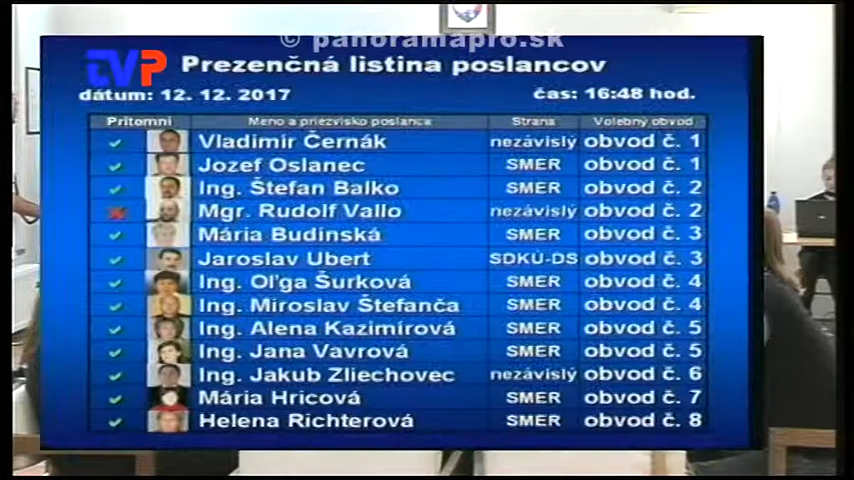 © panoramapro.sk
TVP
Prezenčná listina poslancov
dátum: 12. 12. 2017 čas: 16:48 hod.
Prítomní Meno a priezvisko poslanca Strana Volebný obvod
Vladimír Černák nezávislý obvod č. 1
Jozef Oslanec SMER obvod č. 1
Ing. Štefan Balko SMER obvod č. 2
Mgr. Rudolf Vallo nezávislý obvod č. 2
Mária Budinská SMER obvod č. 3
Jaroslav Ubert SDKÚ-DS obvod č. 3
Ing. Oľga Šurková SMER obvod č. 4
Ing. Miroslav Štefanča SMER obvod č. 4
Ing. Alena Kazimírová SMER obvod č. 5
Ing. Jana Vavrová SMER obvod č. 5
Ing. Jakub Zliechovec nezávislý obvod č. 6
Mária Hricová SMER obvod č. 7
Helena Richterová SMER obvod č. 8